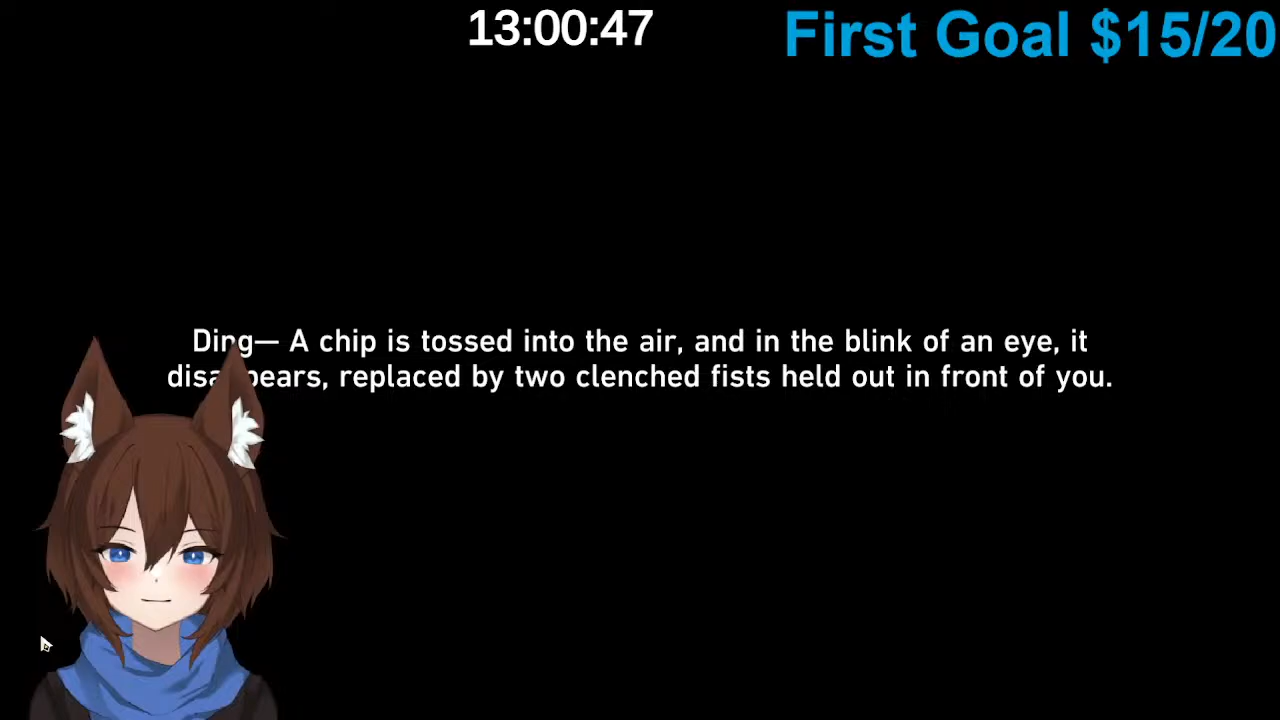 13:00:47
First Goal $15/20
Ding— A chip is tossed into the air, and in the blink of an eye, it
disappears, replaced by two clenched fists held out in front of you.